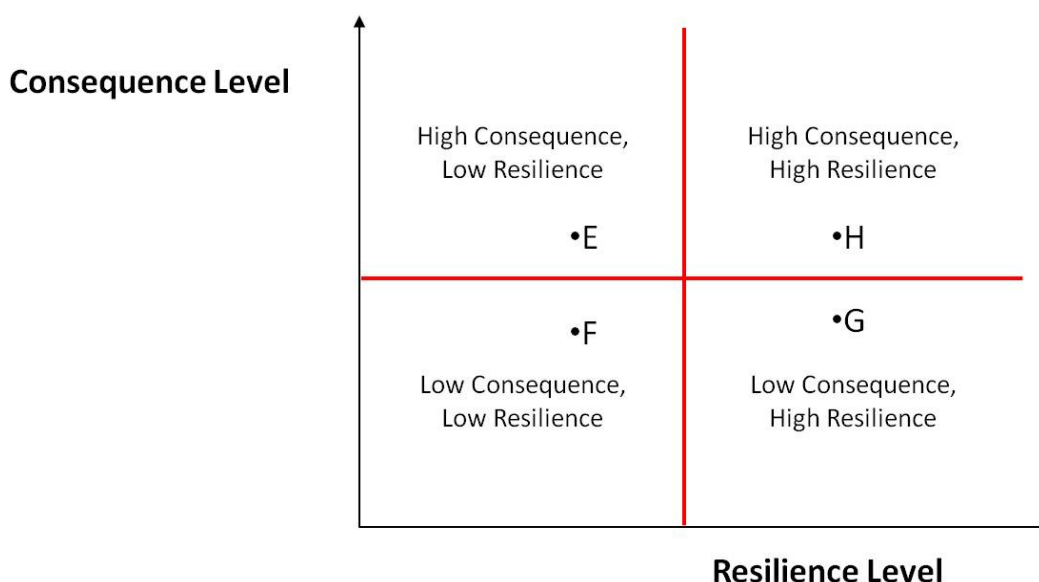 Consequence Level
High Consequence,
Low Resilience
High Consequence,
High Resilience
•E
•H
•F
•G
Low Consequence,
Low Resilience
Low Consequence,
High Resilience
Resilience Level